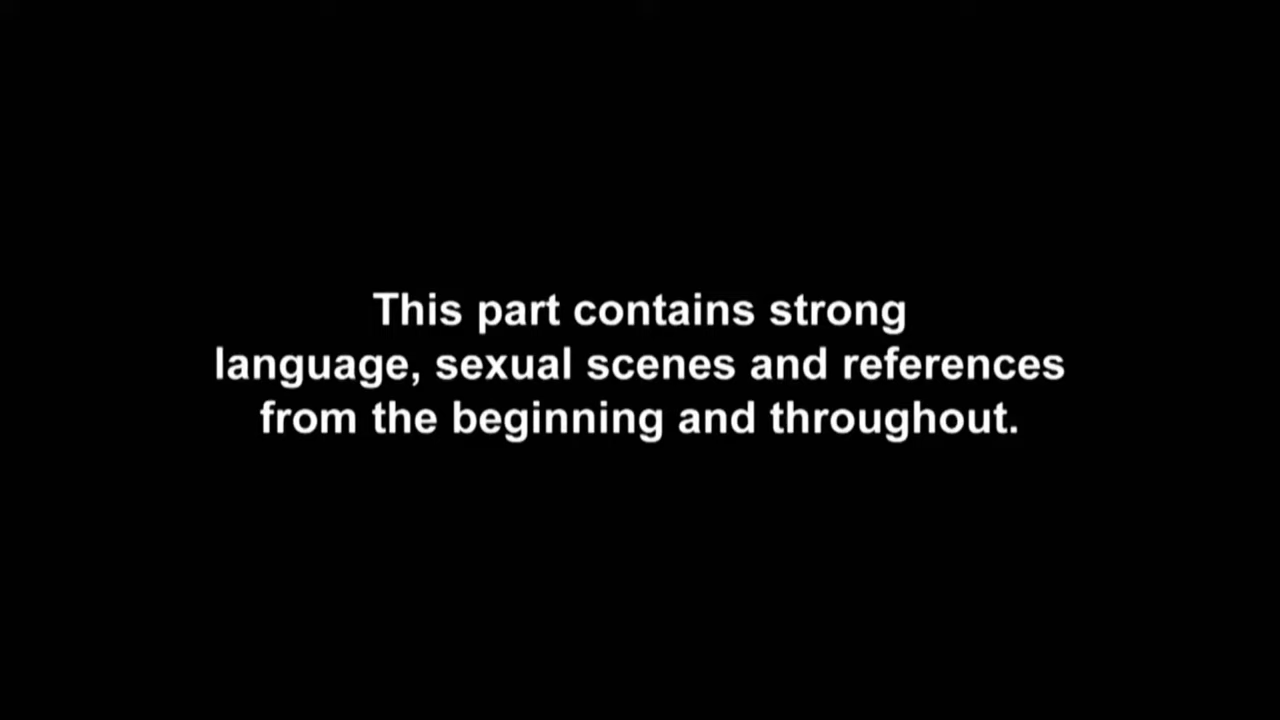 This part contains strong
language, sexual scenes and references
from the beginning and throughout.